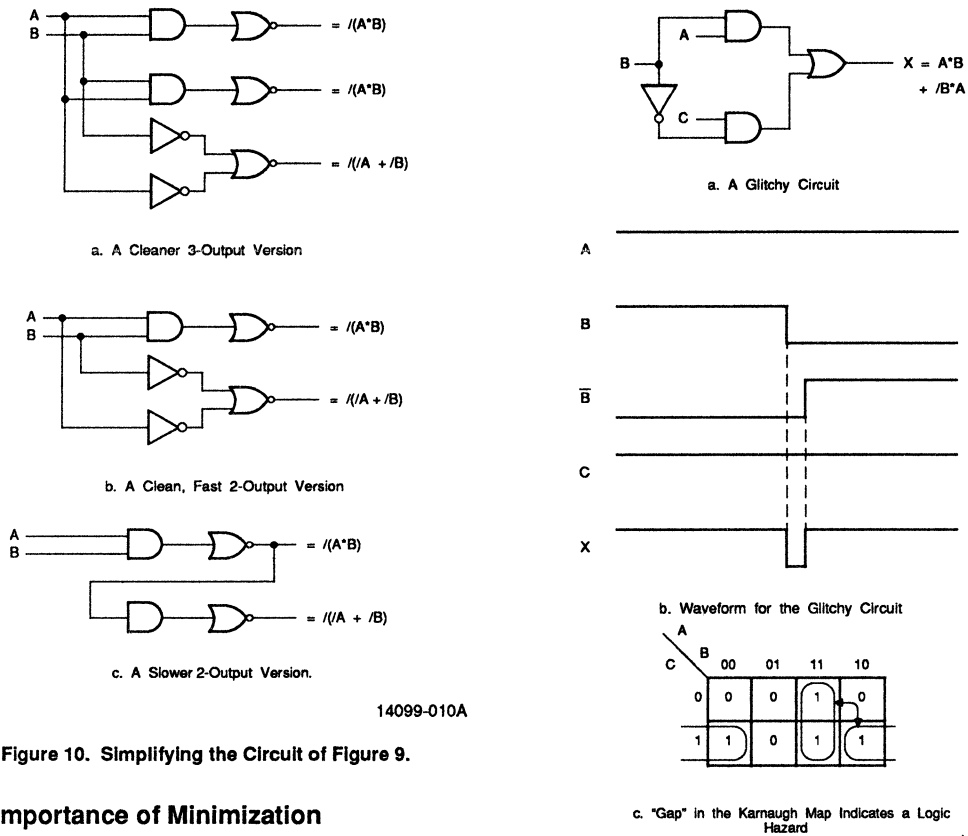 A
B
= /(A*B)
= /(A*B)
= /(/A + /B)
a. A Cleaner 3-Output Version
A
B
= /(A*B)
= /(/A + /B)
b. A Clean, Fast 2-Output Version
A
B
= /(A*B)
= /(/A + /B)
c. A Slower 2-Output Version.
14099-010A
Figure 10. Simplifying the Circuit of Figure 9.
mportance of Minimization
A
B
C
X = A*B
+ /B*A
a. A Glitchy Circuit
A
B
B̅
C
X
b. Waveform for the Glitchy Circuit
A
B
C
00 01 11 10
0 0 0 1 0
1 1 0 1 1
c. "Gap" in the Karnaugh Map Indicates a Logic
Hazard